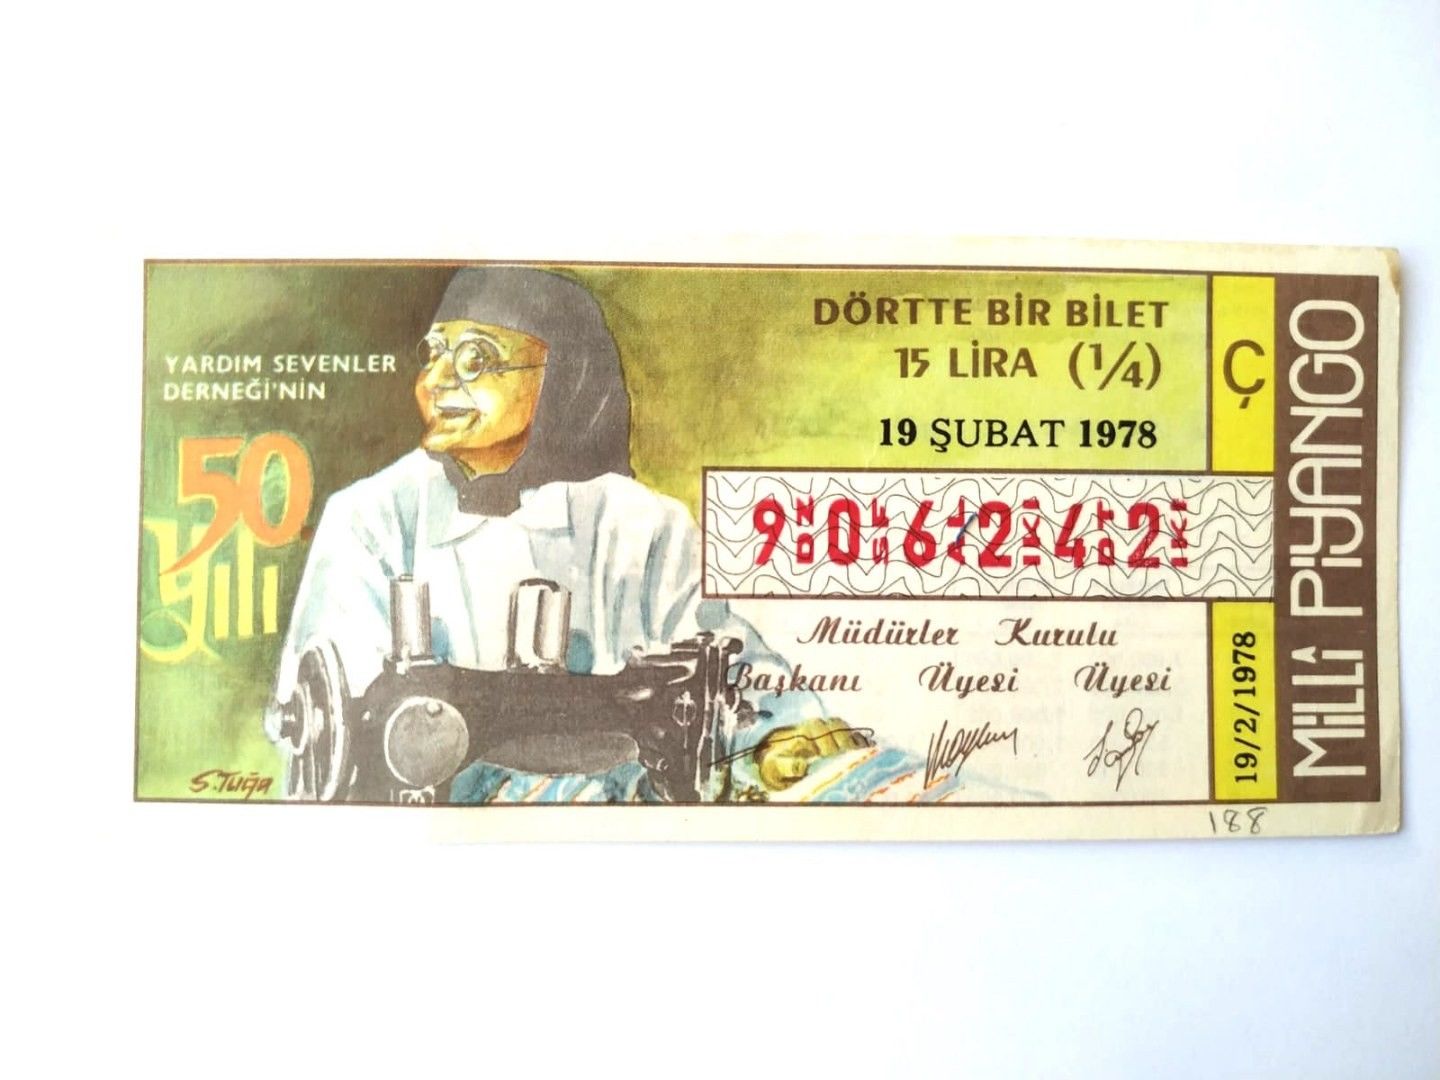 YARDIM SEVENLER
DERNEĞİ'NİN
50.
yılı
S. Tuğa
DÖRTTE BİR BİLET
15 LİRA (1/4)
19 ŞUBAT 1978
9 0 6 2 4 2
Müdürler Kurulu
Başkanı Üyesi Üyesi
Ç
19/2/1978
MİLLÎ PİYANGO
188